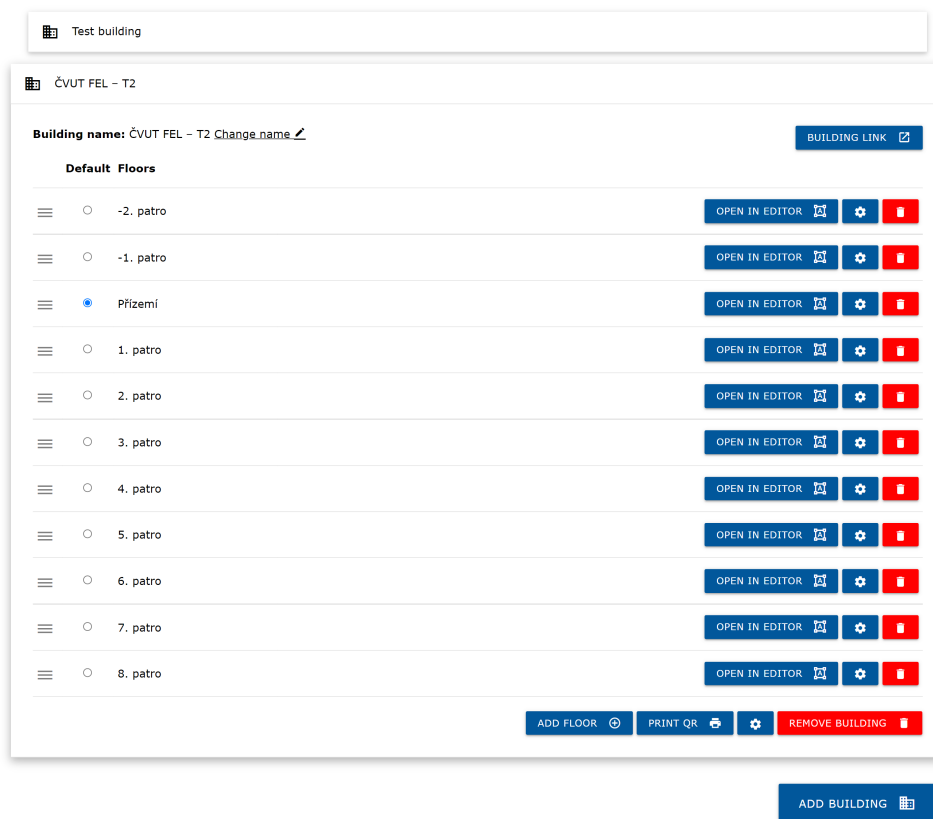 Test building
ČVUT FEL – T2
Building name: ČVUT FEL – T2 Change name
BUILDING LINK
Default Floors
-2. patro OPEN IN EDITOR
-1. patro OPEN IN EDITOR
Přízemí OPEN IN EDITOR
1. patro OPEN IN EDITOR
2. patro OPEN IN EDITOR
3. patro OPEN IN EDITOR
4. patro OPEN IN EDITOR
5. patro OPEN IN EDITOR
6. patro OPEN IN EDITOR
7. patro OPEN IN EDITOR
8. patro OPEN IN EDITOR
ADD FLOOR PRINT QR REMOVE BUILDING
ADD BUILDING